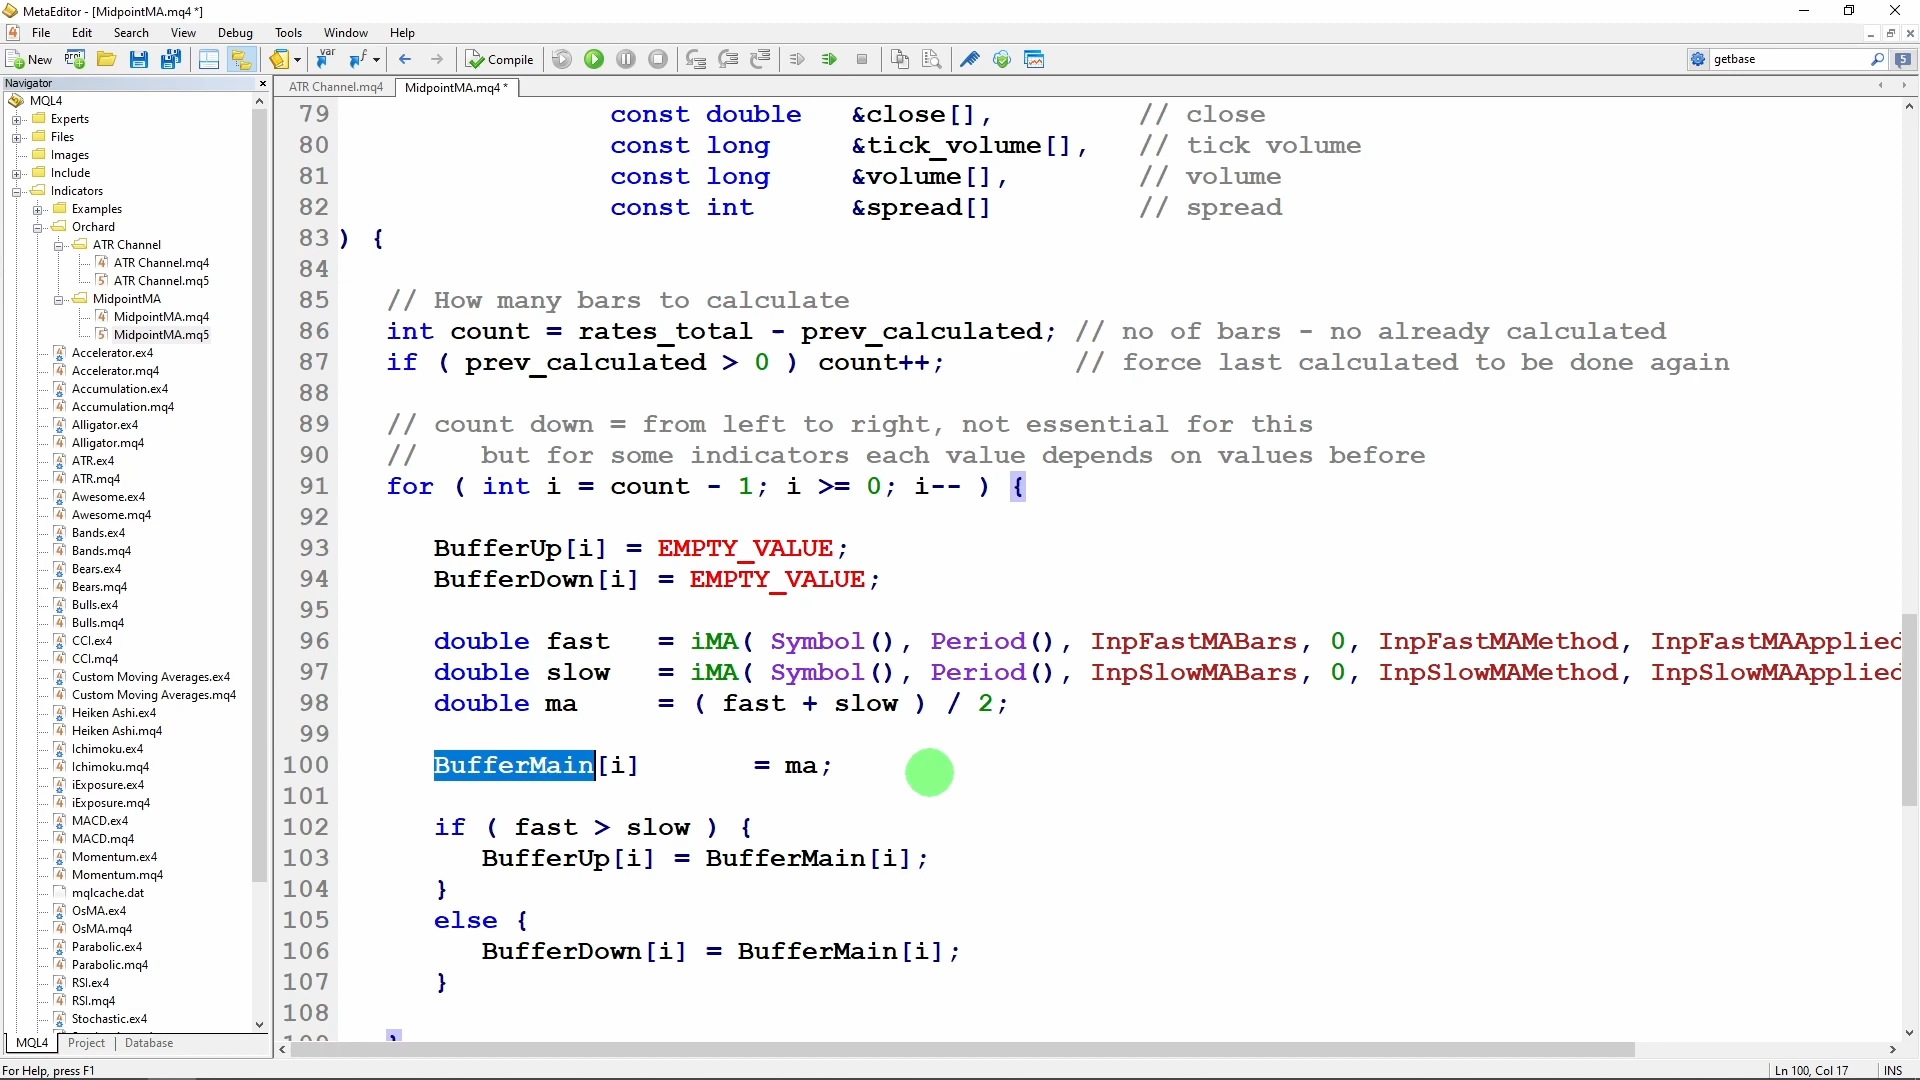 MetaEditor - [MidpointMA.mq4 *]
File Edit Search View Debug Tools Window Help
New Compile getbase
Navigator
ATR Channel.mq4 MidpointMA.mq4 *
MQL4
Experts
Files
Images
Include
Indicators
Examples
Orchard
ATR Channel
ATR Channel.mq4
ATR Channel.mq5
MidpointMA
MidpointMA.mq4
MidpointMA.mq5
Accelerator.ex4
Accelerator.mq4
Accumulation.ex4
Accumulation.mq4
Alligator.ex4
Alligator.mq4
ATR.ex4
ATR.mq4
Awesome.ex4
Awesome.mq4
Bands.ex4
Bands.mq4
Bears.ex4
Bears.mq4
Bulls.ex4
Bulls.mq4
CCI.ex4
CCI.mq4
Custom Moving Averages.ex4
Custom Moving Averages.mq4
Heiken Ashi.ex4
Heiken Ashi.mq4
Ichimoku.ex4
Ichimoku.mq4
iExposure.ex4
iExposure.mq4
MACD.ex4
MACD.mq4
Momentum.ex4
Momentum.mq4
mqlcache.dat
OsMA.ex4
OsMA.mq4
Parabolic.ex4
Parabolic.mq4
RSI.ex4
RSI.mq4
Stochastic.ex4
MQL4 Project Database
79 const double &close[], // close
80 const long &tick_volume[], // tick volume
81 const long &volume[], // volume
82 const int &spread[] // spread
83 ) {
84
85 // How many bars to calculate
86 int count = rates_total - prev_calculated; // no of bars - no already calculated
87 if ( prev_calculated > 0 ) count++; // force last calculated to be done again
88
89 // count down = from left to right, not essential for this
90 // but for some indicators each value depends on values before
91 for ( int i = count - 1; i >= 0; i-- ) {
92
93 BufferUp[i] = EMPTY_VALUE;
94 BufferDown[i] = EMPTY_VALUE;
95
96 double fast = iMA( Symbol(), Period(), InpFastMABars, 0, InpFastMAMethod, InpFastMAApplied
97 double slow = iMA( Symbol(), Period(), InpSlowMABars, 0, InpSlowMAMethod, InpSlowMAApplied
98 double ma = ( fast + slow ) / 2;
99
100 BufferMain[i] = ma;
101
102 if ( fast > slow ) {
103 BufferUp[i] = BufferMain[i];
104 }
105 else {
106 BufferDown[i] = BufferMain[i];
107 }
108
For Help, press F1 Ln 100, Col 17 INS